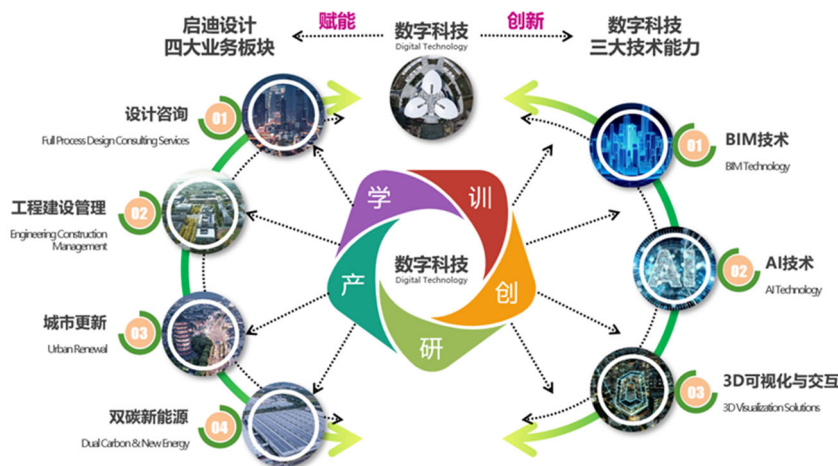 启迪设计
四大业务板块
赋能
数字科技
Digital Technology
创新
数字科技
三大技术能力
01
设计咨询
Full Process Design Consulting Services
02
工程建设管理
Engineering Construction
Management
03
城市更新
Urban Renewal
04
双碳新能源
Dual Carbon & New Energy
学
训
创
研
产
数字科技
Digital Technology
01
BIM技术
BIM Technology
AI
02
AI技术
AI Technology
03
3D可视化与交互
3D Visualization Solutions